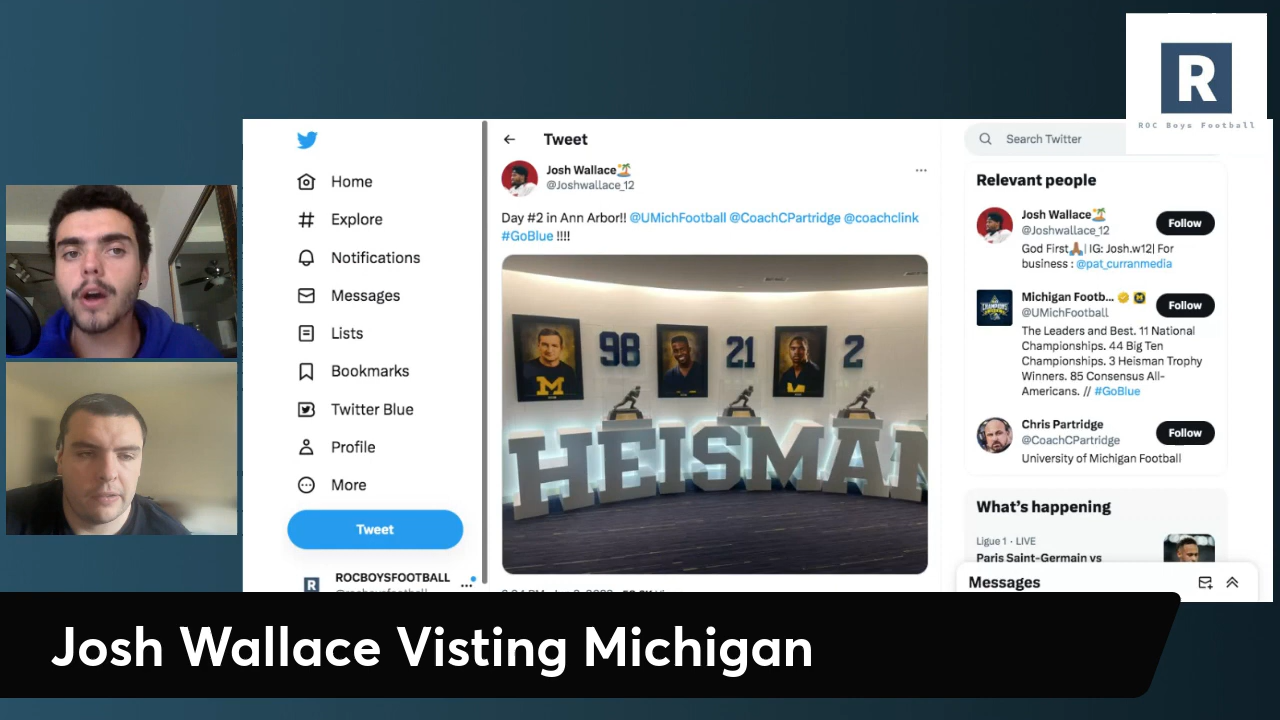 R
ROC Boys Football
Home
Explore
Notifications
Messages
Lists
Bookmarks
Twitter Blue
Profile
More
Tweet
ROCBOYSFOOTBALL
Tweet
Josh Wallace🏝️
@Joshwallace_12
Day #2 in Ann Arbor!! @UMichFootball @CoachCPartridge @coachclink
#GoBlue !!!!
98
21
2
M
HEISMAN
Search Twitter
Relevant people
Josh Wallace🏝️
@Joshwallace_12
Follow
God First🙏🏾| IG: Josh.w12| For
business : @pat_curranmedia
Michigan Footb...
@UMichFootball
Follow
The Leaders and Best. 11 National
Championships. 44 Big Ten
Championships. 3 Heisman Trophy
Winners. 85 Consensus All-
Americans. // #GoBlue
Chris Partridge
@CoachCPartridge
Follow
University of Michigan Football
What's happening
Ligue 1 · LIVE
Paris Saint-Germain vs
Messages
Josh Wallace Visting Michigan